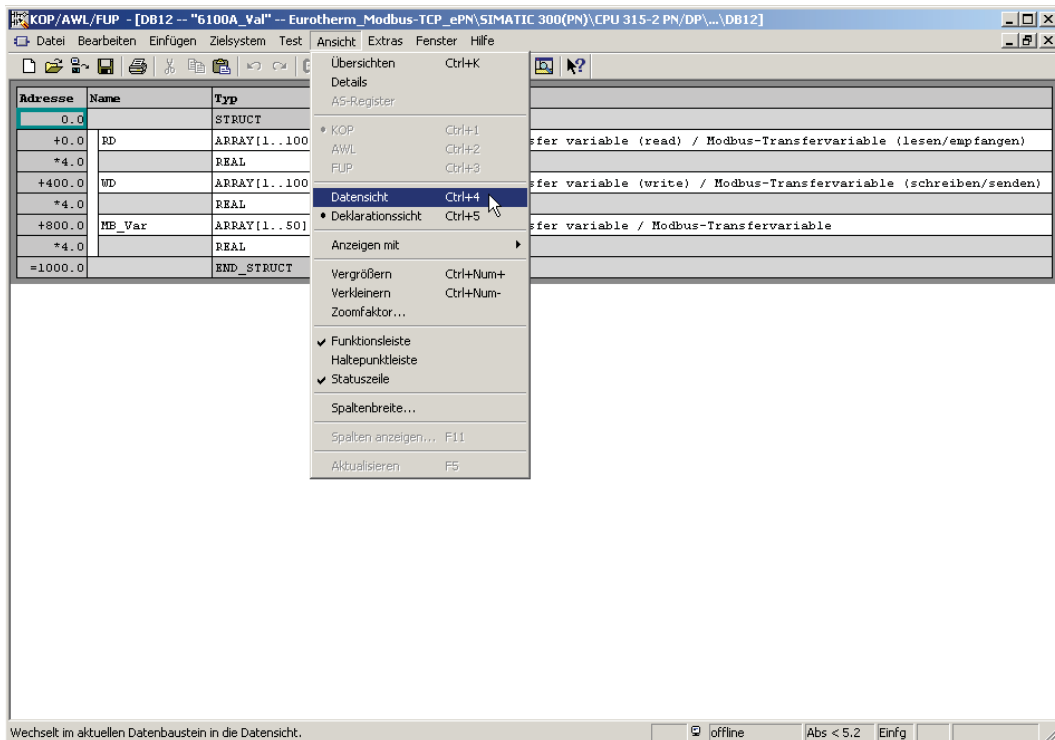 KOP/AWL/FUP - [DB12 -- "6100A_Val" -- Eurotherm_Modbus-TCP_ePN\SIMATIC 300(PN)\CPU 315-2 PN/DP\...\DB12]
Datei Bearbeiten Einfügen Zielsystem Test Ansicht Extras Fenster Hilfe
Adresse Name Typ
0.0 STRUCT
+0.0 RD ARRAY[1..100 sfer variable (read) / Modbus-Transfervariable (lesen/empfangen)
*4.0 REAL
+400.0 WD ARRAY[1..100 sfer variable (write) / Modbus-Transfervariable (schreiben/senden)
*4.0 REAL
+800.0 MB_Var ARRAY[1..50] sfer variable / Modbus-Transfervariable
*4.0 REAL
=1000.0 END_STRUCT
Übersichten Ctrl+K
Details
AS-Register
KOP Ctrl+1
AWL Ctrl+2
FUP Ctrl+3
Datensicht Ctrl+4
Deklarationssicht Ctrl+5
Anzeigen mit
Vergrößern Ctrl+Num+
Verkleinern Ctrl+Num-
Zoomfaktor...
Funktionsleiste
Haltepunktleiste
Statuszeile
Spaltenbreite...
Spalten anzeigen... F11
Aktualisieren F5
Wechselt im aktuellen Datenbaustein in die Datensicht. offline Abs < 5.2 Einfg